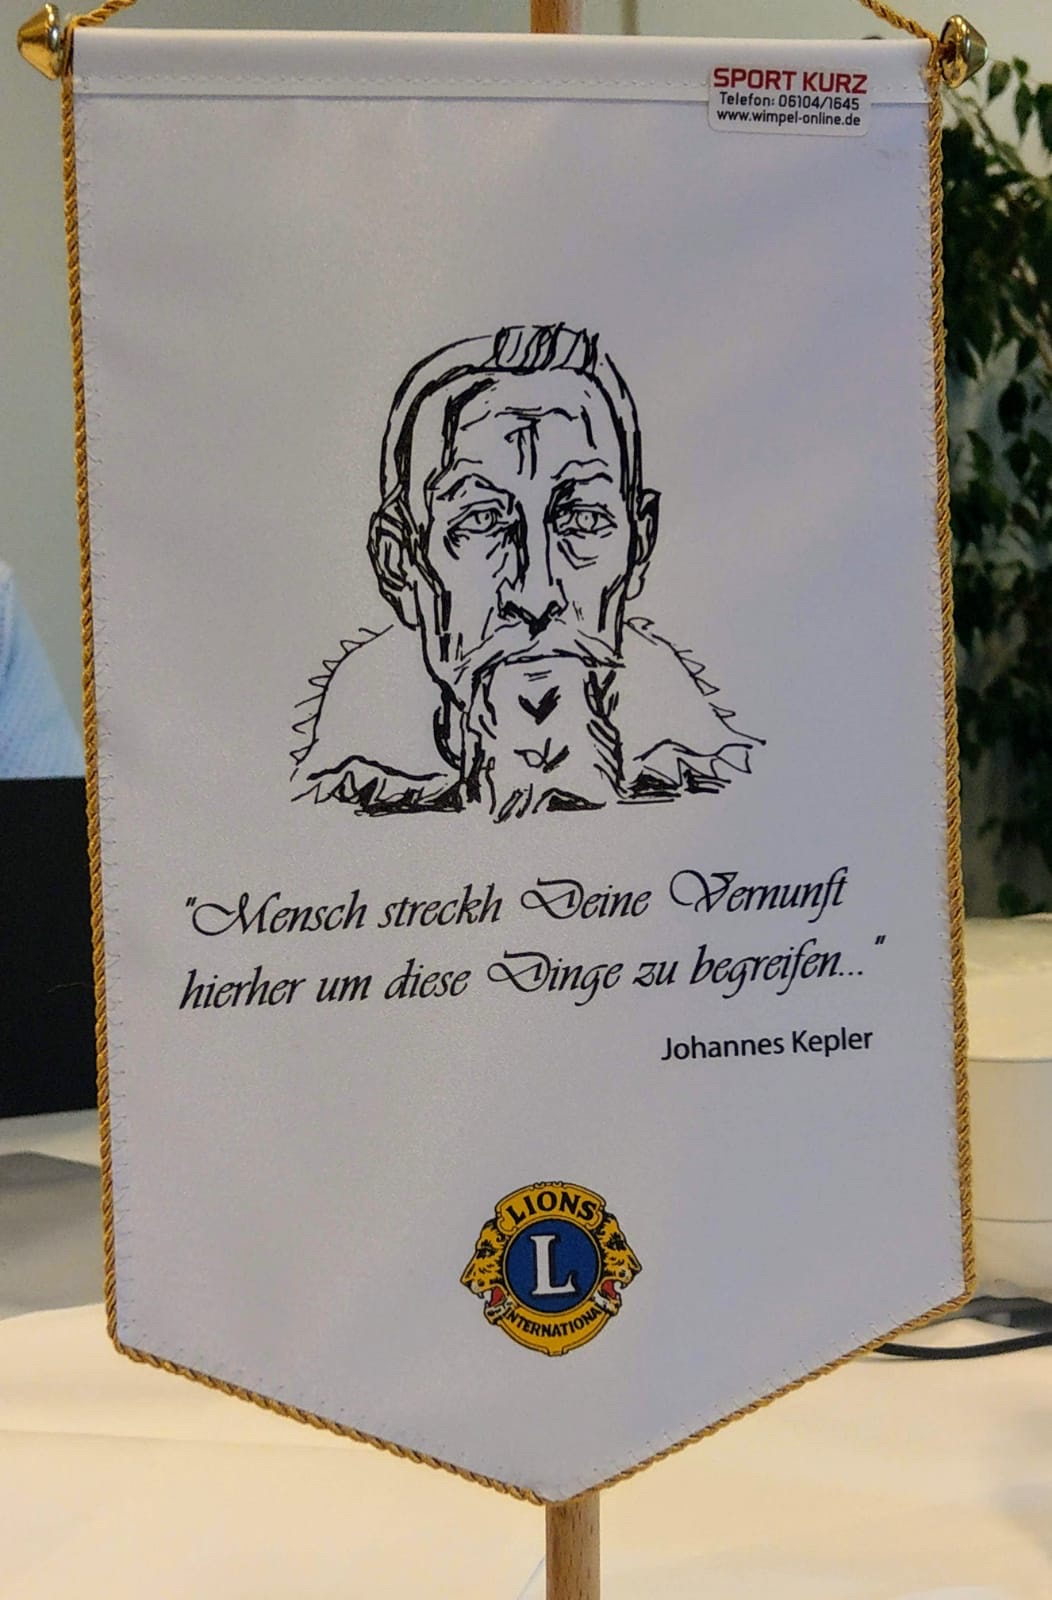 SPORT KURZ
Telefon: 06104/1645
www.wimpel-online.de
"Mensch streckh Deine Vernunft
hierher um diese Dinge zu begreifen..."
Johannes Kepler
LIONS
L
INTERNATIONAL